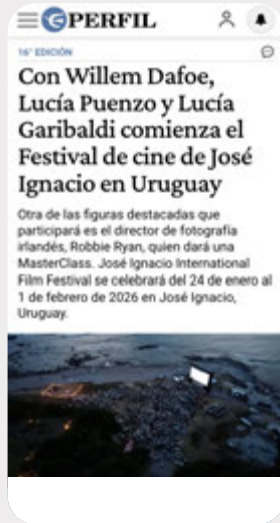 PERFIL
16° EDICIÓN
Con Willem Dafoe,
Lucía Puenzo y Lucía
Garibaldi comienza el
Festival de cine de José
Ignacio en Uruguay
Otra de las figuras destacadas que
participará es el director de fotografía
irlandés, Robbie Ryan, quien dará una
MasterClass. José Ignacio International
Film Festival se celebrará del 24 de enero al
1 de febrero de 2026 en José Ignacio,
Uruguay.